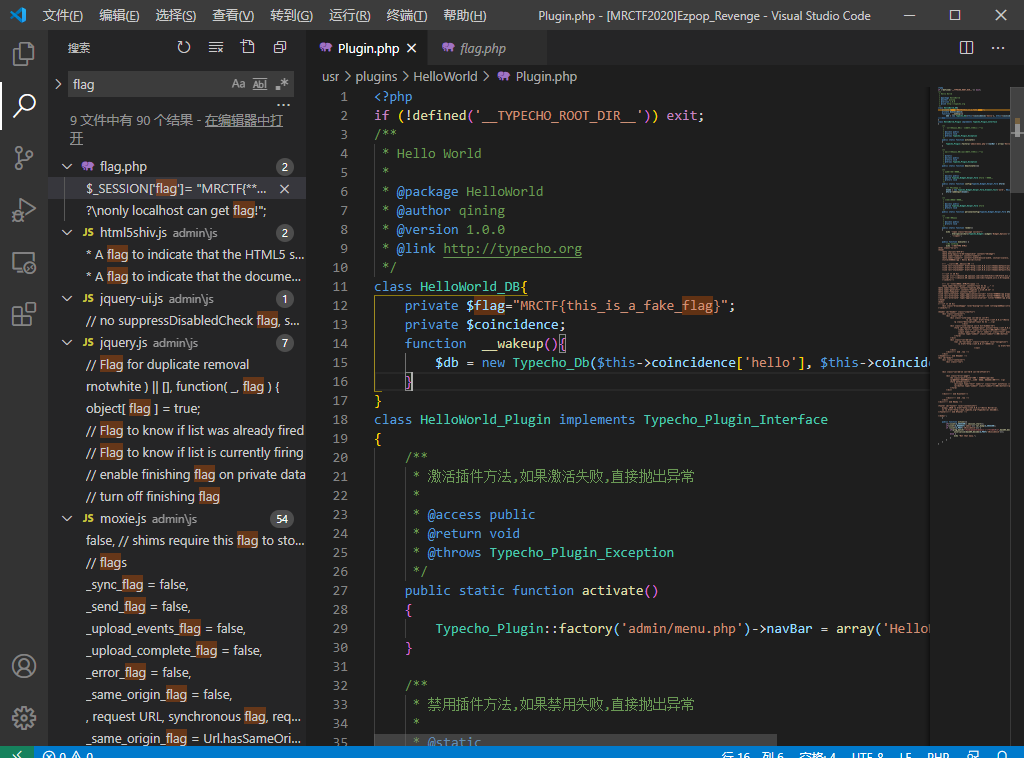 文件(F) 编辑(E) 选择(S) 查看(V) 转到(G) 运行(R) 终端(T) 帮助(H) Plugin.php - [MRCTF2020]Ezpop_Revenge - Visual Studio Code
搜索
flag
Aa Abl .*
9 文件中有 90 个结果 - 在编辑器中打
开
flag.php 2
$_SESSION['flag']= "MRCTF{**...
?\nonly localhost can get flag!";
JS html5shiv.js admin\js 2
* A flag to indicate that the HTML5 s...
* A flag to indicate that the docume...
JS jquery-ui.js admin\js 1
// no suppressDisabledCheck flag, s...
JS jquery.js admin\js 7
// Flag for duplicate removal
rnotwhite ) || [], function( _, flag ) {
object[ flag ] = true;
// Flag to know if list was already fired
// Flag to know if list is currently firing
// enable finishing flag on private data
// turn off finishing flag
JS moxie.js admin\js 54
false, // shims require this flag to sto...
// flags
_sync_flag = false,
_send_flag = false,
_upload_events_flag = false,
_upload_complete_flag = false,
_error_flag = false,
_same_origin_flag = false,
, request URL, synchronous flag, req...
_same_origin_flag = Url.hasSameOri...
Plugin.php flag.php
usr > plugins > HelloWorld > Plugin.php
1 <?php
2 if (!defined('__TYPECHO_ROOT_DIR__')) exit;
3 /**
4 * Hello World
5 *
6 * @package HelloWorld
7 * @author qining
8 * @version 1.0.0
9 * @link http://typecho.org
10 */
11 class HelloWorld_DB{
12 private $flag="MRCTF{this_is_a_fake_flag}";
13 private $coincidence;
14 function __wakeup(){
15 $db = new Typecho_Db($this->coincidence['hello'], $this->coincid
16 }
17 }
18 class HelloWorld_Plugin implements Typecho_Plugin_Interface
19 {
20 /**
21 * 激活插件方法,如果激活失败,直接抛出异常
22 *
23 * @access public
24 * @return void
25 * @throws Typecho_Plugin_Exception
26 */
27 public static function activate()
28 {
29 Typecho_Plugin::factory('admin/menu.php')->navBar = array('Hello
30 }
31
32 /**
33 * 禁用插件方法,如果禁用失败,直接抛出异常
34 *
35 * @static
0 0 行 16, 列 6 空格: 4 UTF-8 LF PHP